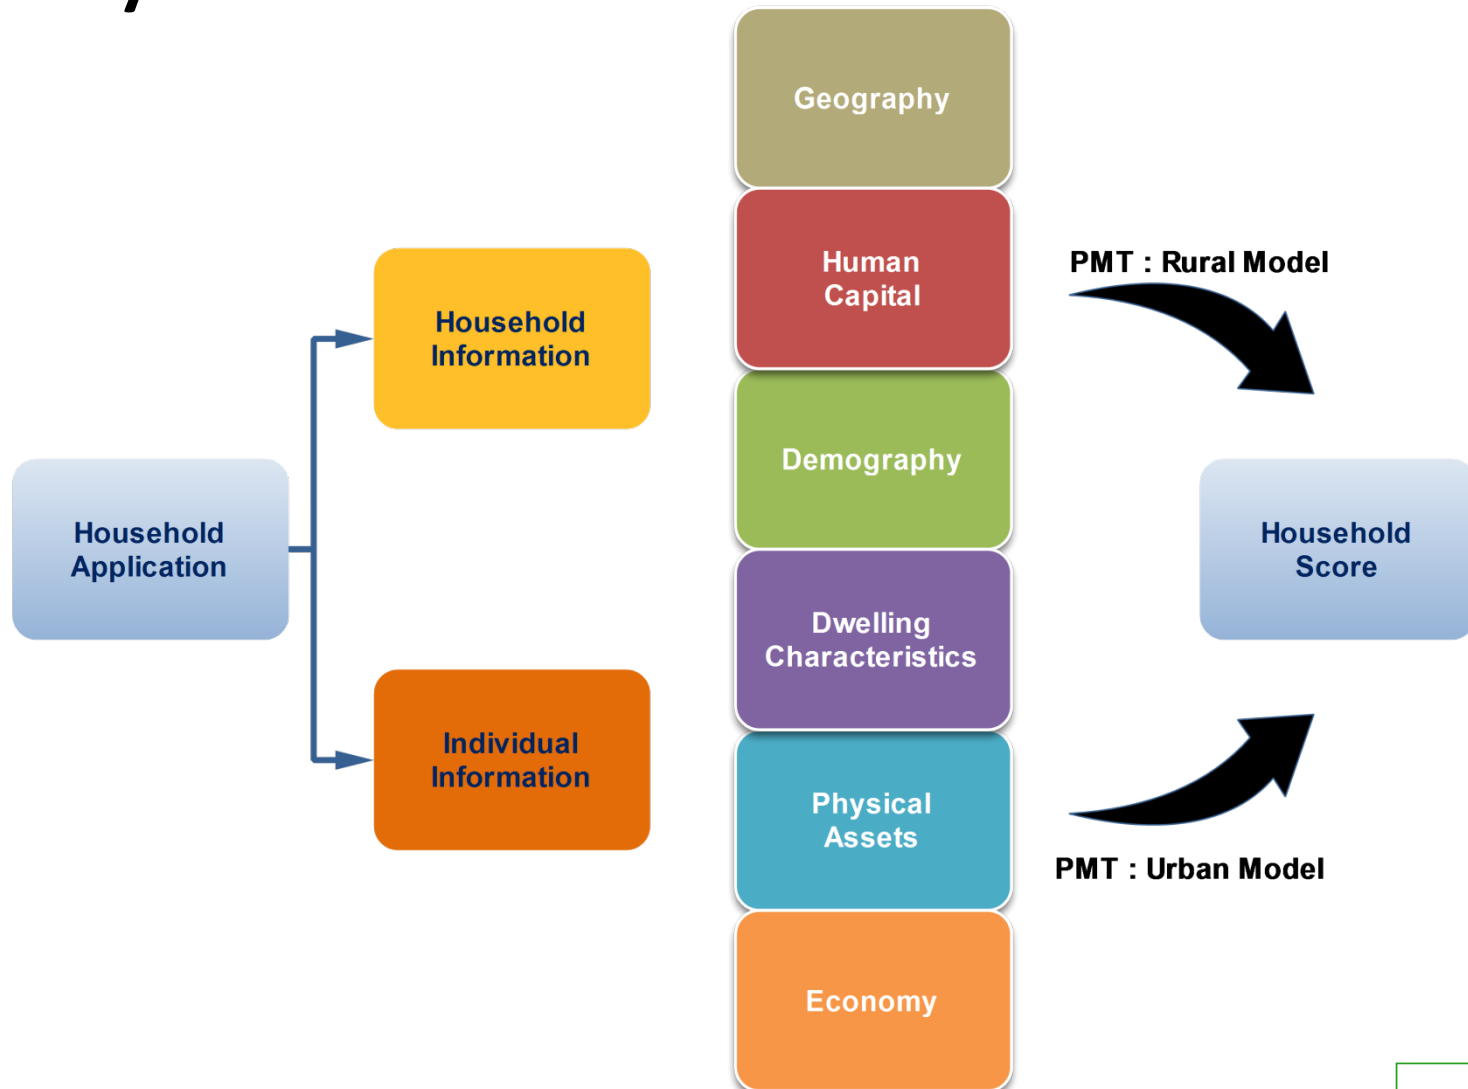 Geography
Human
Capital
PMT : Rural Model
Household
Information
Demography
Household
Application
Household
Score
Dwelling
Characteristics
Individual
Information
Physical
Assets
PMT : Urban Model
Economy